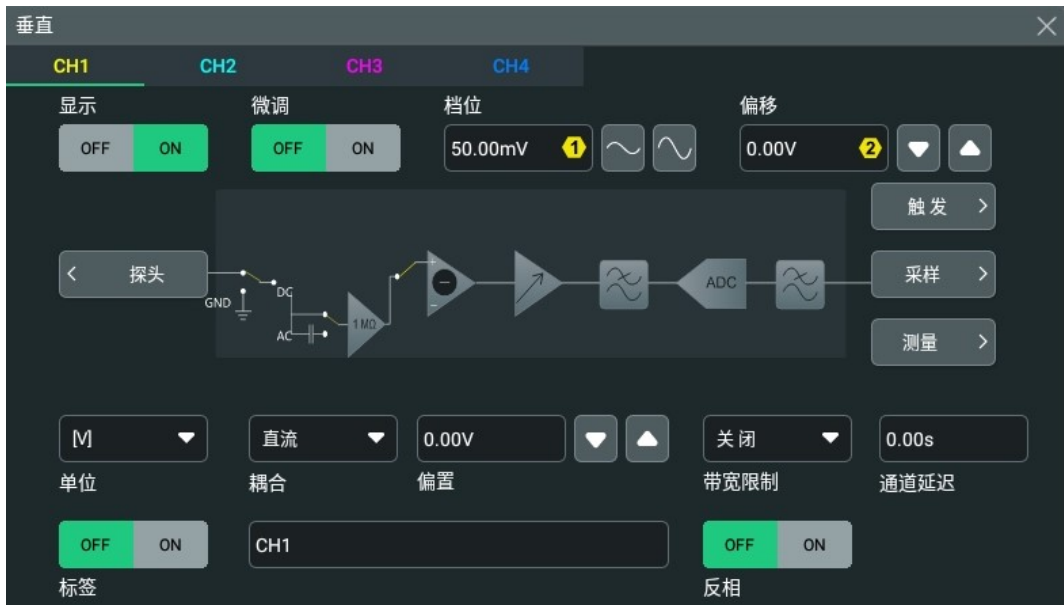 垂直
CH1 CH2 CH3 CH4
显示 微调 档位 偏移
OFF ON OFF ON 50.00mV 1 0.00V 2
触发
探头 采样
GND DC ADC
AC 1 MΩ
测量
[V] 直流 0.00V 关闭 0.00s
单位 耦合 偏置 带宽限制 通道延迟
OFF ON CH1 OFF ON
标签 反相